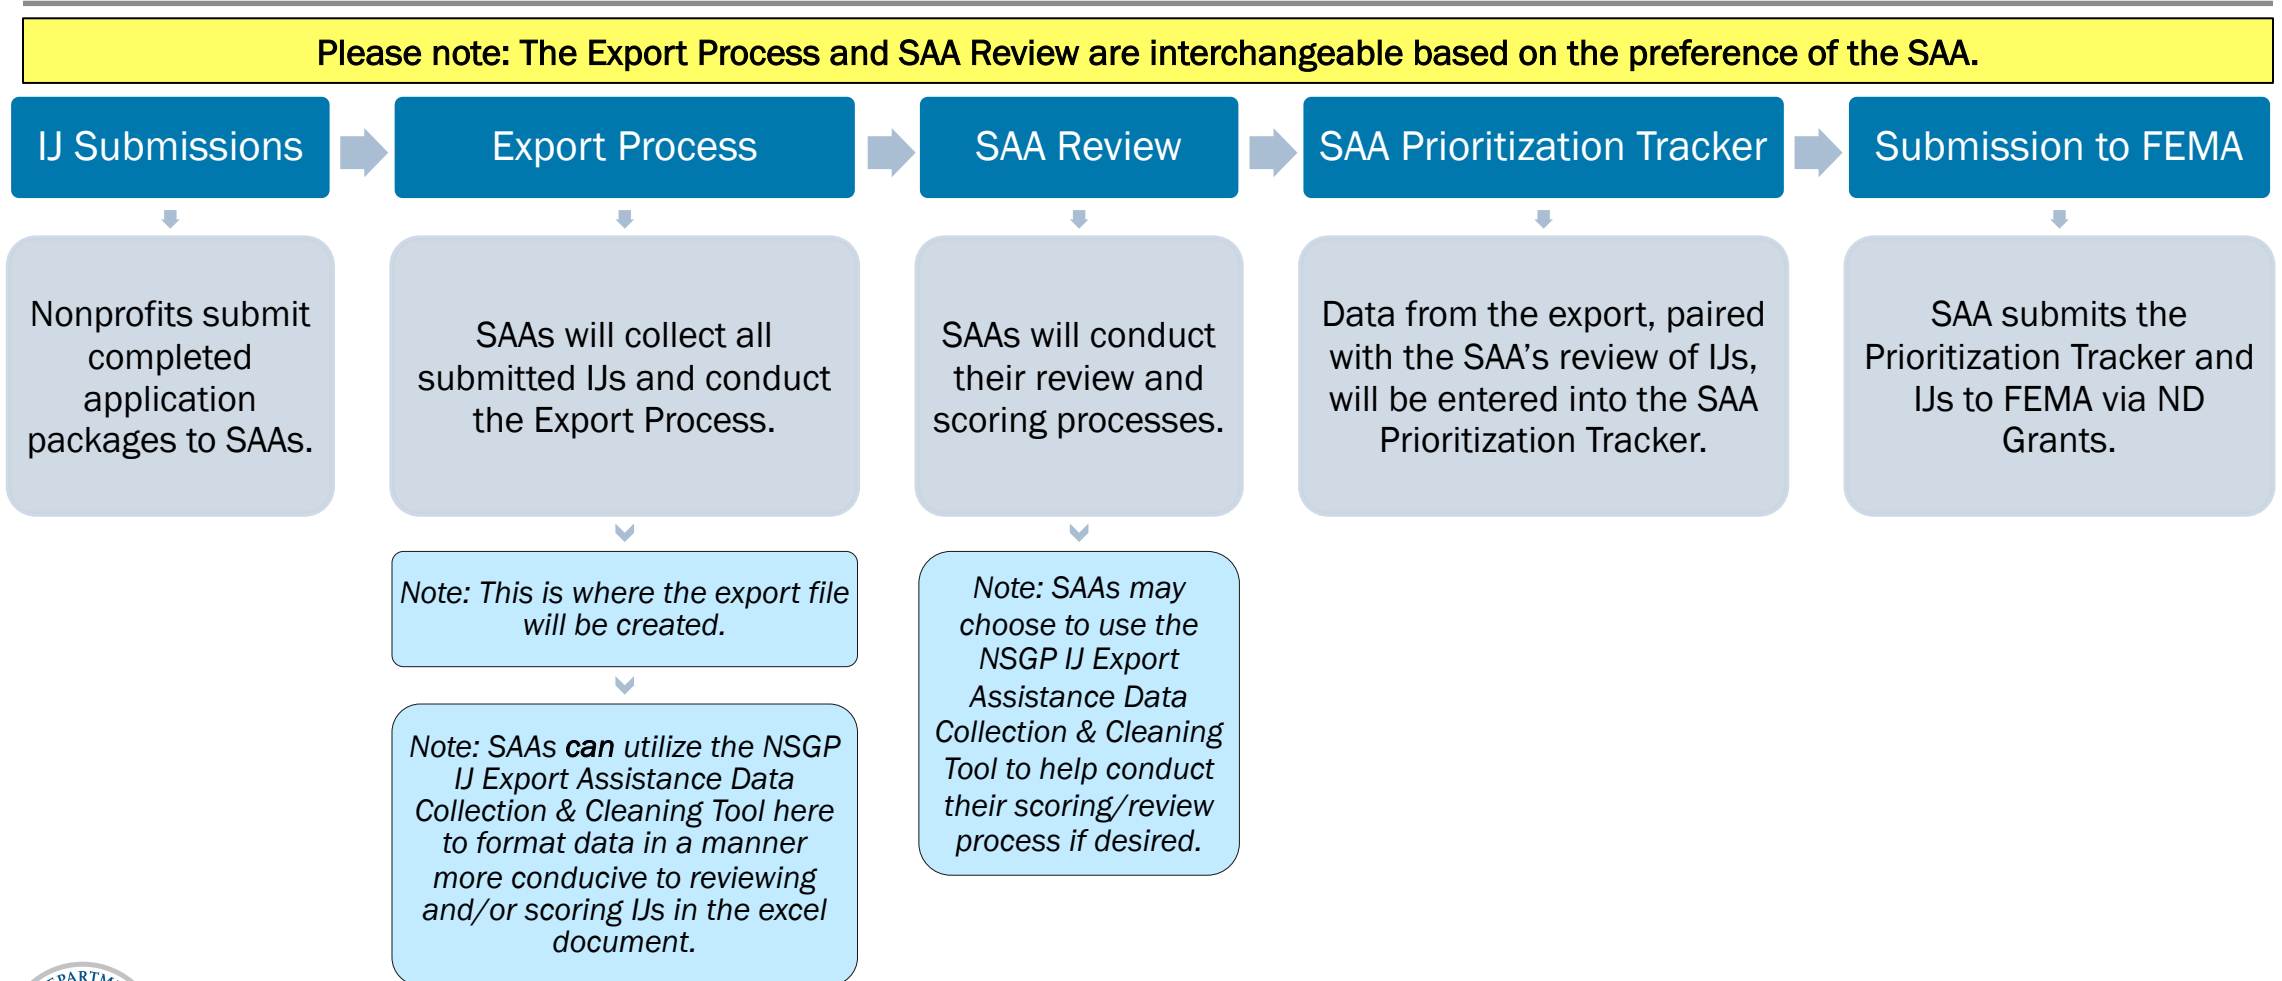 Please note: The Export Process and SAA Review are interchangeable based on the preference of the SAA.
IJ Submissions
Export Process
SAA Review
SAA Prioritization Tracker
Submission to FEMA
Nonprofits submit
completed
application
packages to SAAs.
SAAs will collect all
submitted IJs and conduct
the Export Process.
SAAs will conduct
their review and
scoring processes.
Data from the export, paired
with the SAA’s review of IJs,
will be entered into the SAA
Prioritization Tracker.
SAA submits the
Prioritization Tracker and
IJs to FEMA via ND
Grants.
Note: This is where the export file
will be created.
Note: SAAs can utilize the NSGP
IJ Export Assistance Data
Collection & Cleaning Tool here
to format data in a manner
more conducive to reviewing
and/or scoring IJs in the excel
document.
Note: SAAs may
choose to use the
NSGP IJ Export
Assistance Data
Collection & Cleaning
Tool to help conduct
their scoring/review
process if desired.